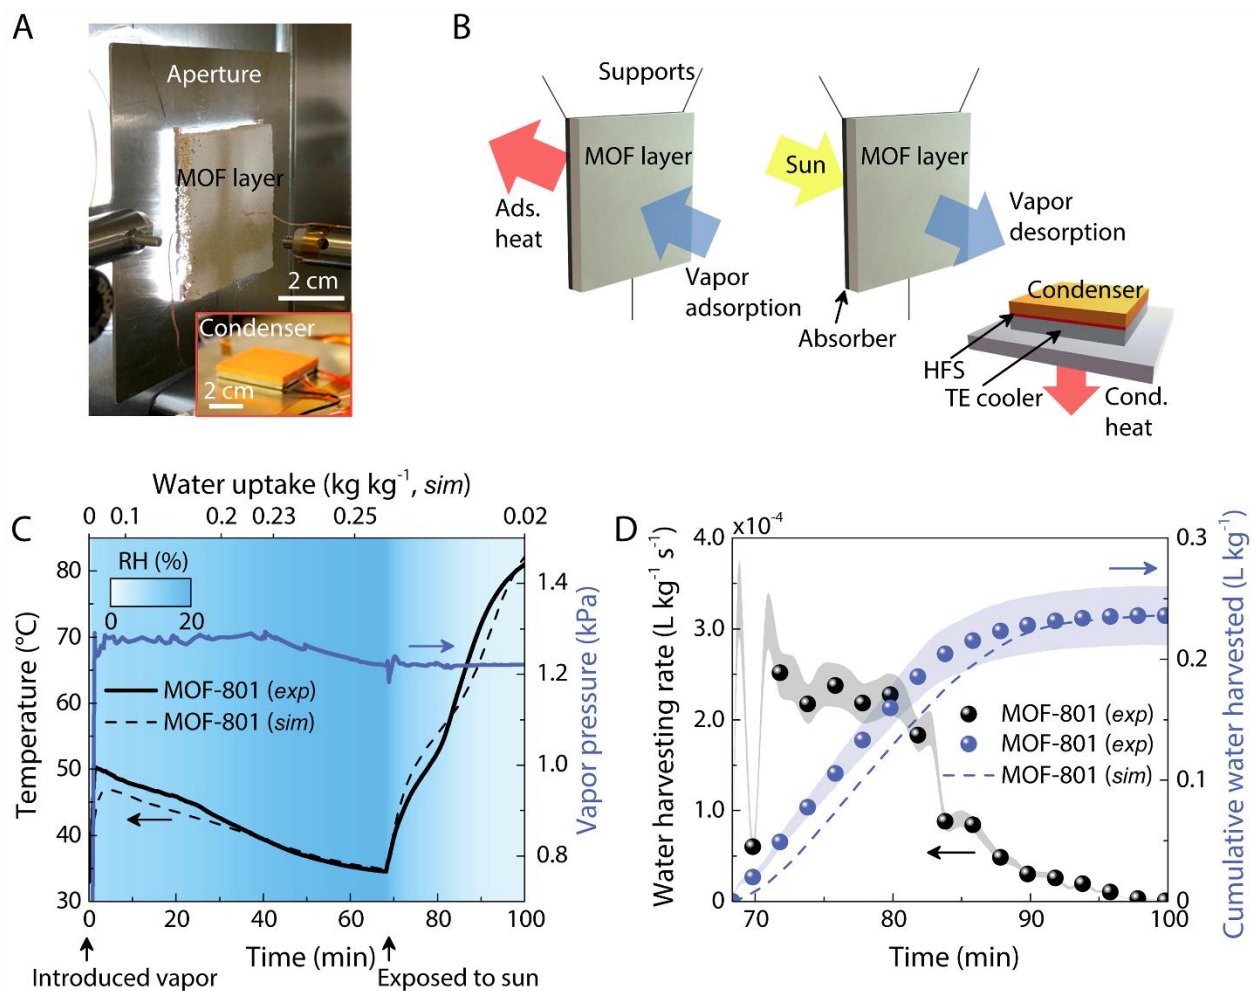 A
Aperture
MOF layer
2 cm
Condenser
2 cm
B
Supports
MOF layer
Ads.
heat
Vapor
adsorption
Sun
MOF layer
Vapor
desorption
Absorber
Condenser
HFS
TE cooler
Cond.
heat
C
Water uptake (kg kg⁻¹, sim)
0 0.1 0.2 0.23 0.25 0.02
RH (%)
0 20
MOF-801 (exp)
MOF-801 (sim)
Temperature (°C)
80
70
60
50
40
30
Vapor pressure (kPa)
1.4
1.2
1.0
0.8
0 20 40 60 80 100
Time (min)
Introduced vapor
Exposed to sun
D
x10⁻⁴
Water harvesting rate (L kg⁻¹ s⁻¹)
4.0
3.0
2.0
1.0
0
Cumulative water harvested (L kg⁻¹)
0.3
0.2
0.1
0
MOF-801 (exp)
MOF-801 (exp)
MOF-801 (sim)
70 80 90 100
Time (min)